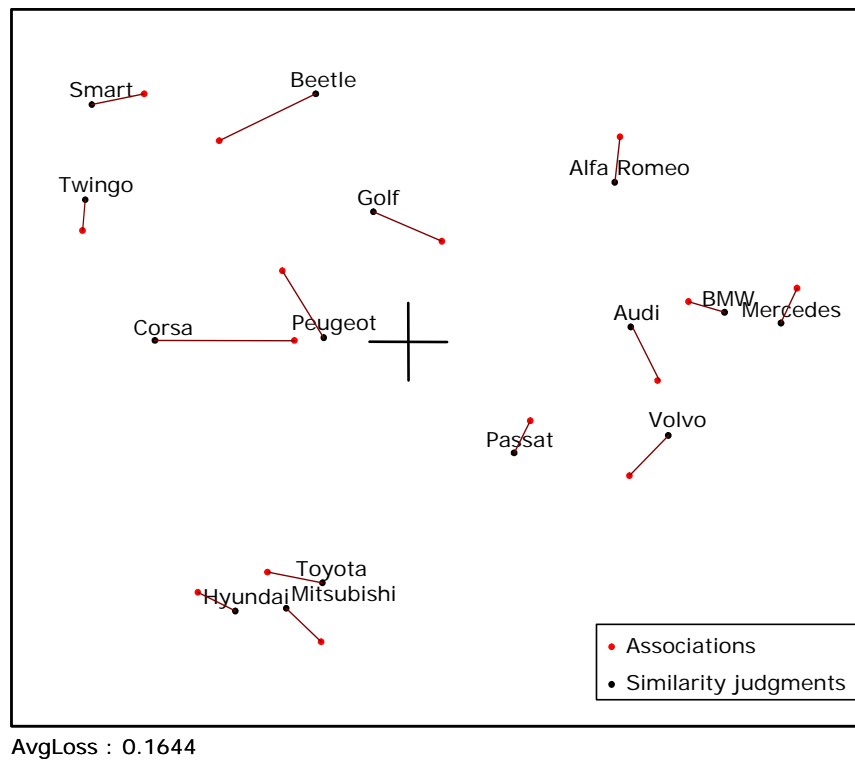 Smart
Beetle
Alfa Romeo
Twingo
Golf
BMW
Mercedes
Audi
Peugeot
Corsa
Volvo
Passat
Toyota
Hyundai
Mitsubishi
Associations
Similarity judgments
AvgLoss : 0.1644